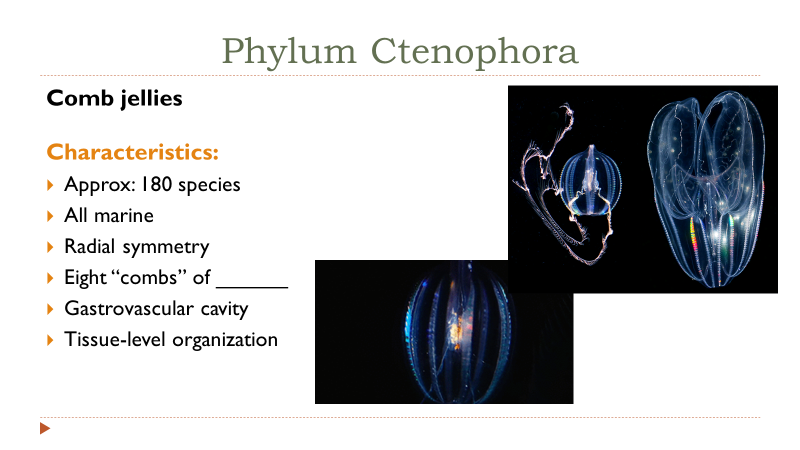 Phylum Ctenophora
Comb jellies
Characteristics:
Approx: 180 species
All marine
Radial symmetry
Eight “combs” of _______
Gastrovascular cavity
Tissue-level organization